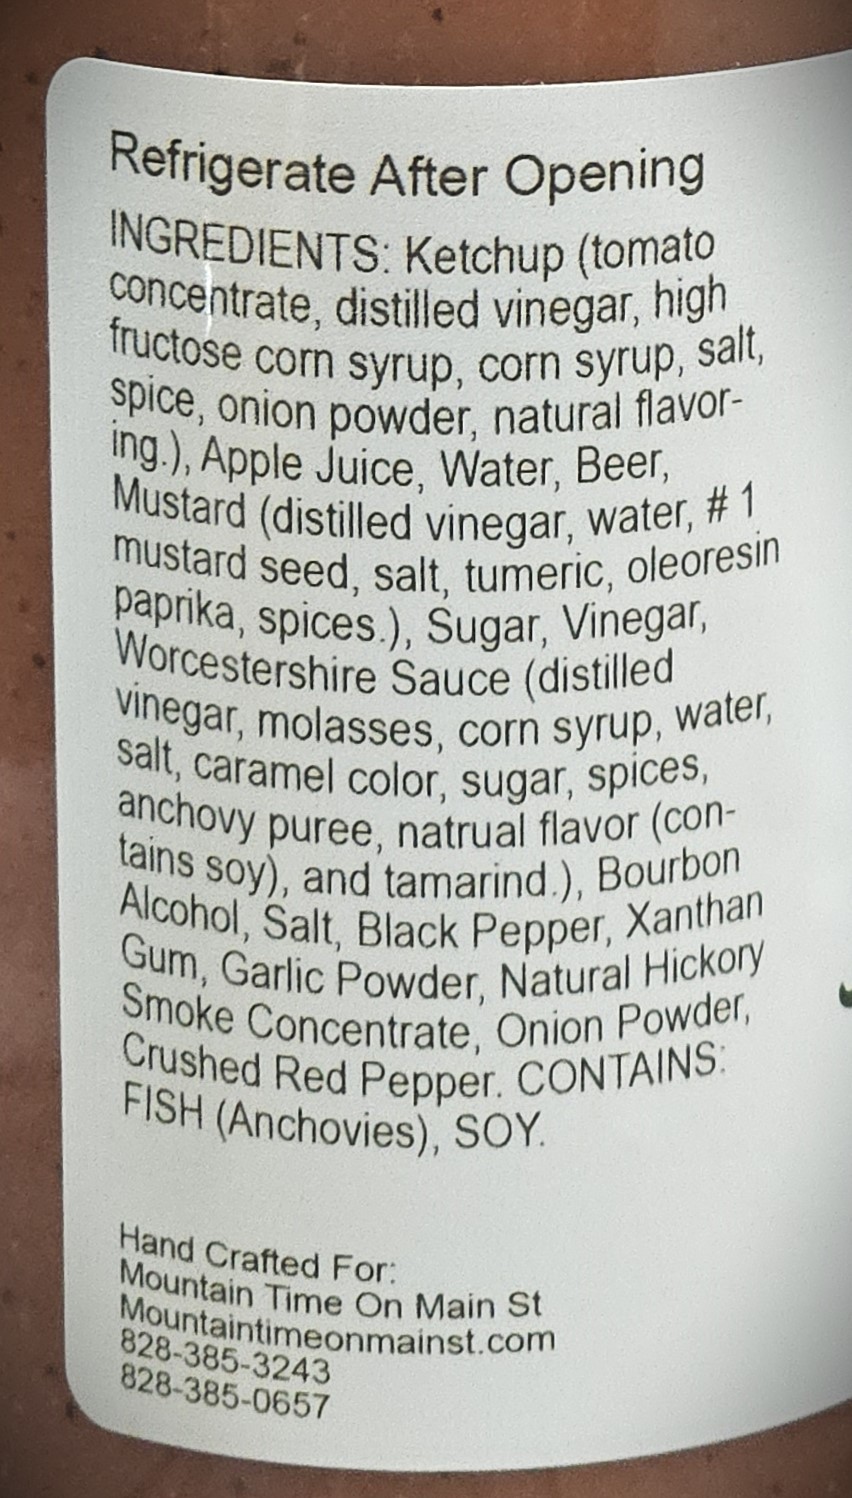 Refrigerate After Opening
INGREDIENTS: Ketchup (tomato
concentrate, distilled vinegar, high
fructose corn syrup, corn syrup, salt,
spice, onion powder, natural flavor-
ing.), Apple Juice, Water, Beer,
Mustard (distilled vinegar, water, # 1
mustard seed, salt, tumeric, oleoresin
paprika, spices.), Sugar, Vinegar,
Worcestershire Sauce (distilled
vinegar, molasses, corn syrup, water,
salt, caramel color, sugar, spices,
anchovy puree, natrual flavor (con-
tains soy), and tamarind.), Bourbon
Alcohol, Salt, Black Pepper, Xanthan
Gum, Garlic Powder, Natural Hickory
Smoke Concentrate, Onion Powder,
Crushed Red Pepper. CONTAINS:
FISH (Anchovies), SOY.
Hand Crafted For:
Mountain Time On Main St
Mountaintimeonmainst.com
828-385-3243
828-385-0657